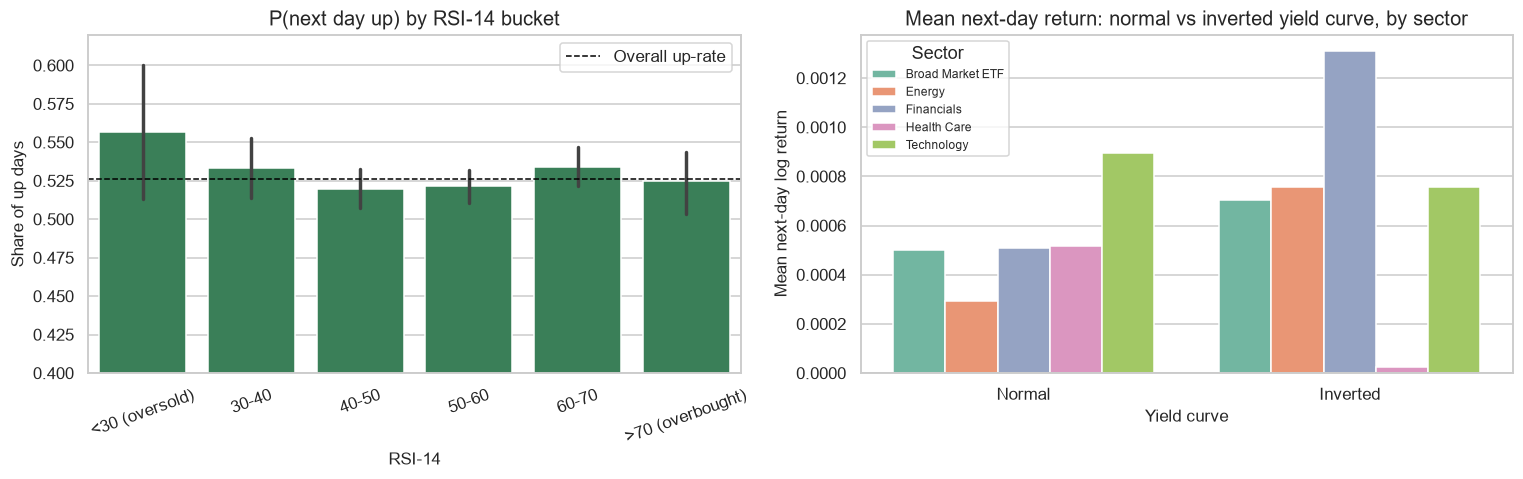 P(next day up) by RSI-14 bucket
Overall up-rate
Share of up days
0.600
0.575
0.550
0.525
0.500
0.475
0.450
0.425
0.400
<30 (oversold)
30-40
40-50
50-60
60-70
>70 (overbought)
RSI-14
Mean next-day return: normal vs inverted yield curve, by sector
Sector
Broad Market ETF
Energy
Financials
Health Care
Technology
Mean next-day log return
0.0012
0.0010
0.0008
0.0006
0.0004
0.0002
0.0000
Normal
Inverted
Yield curve